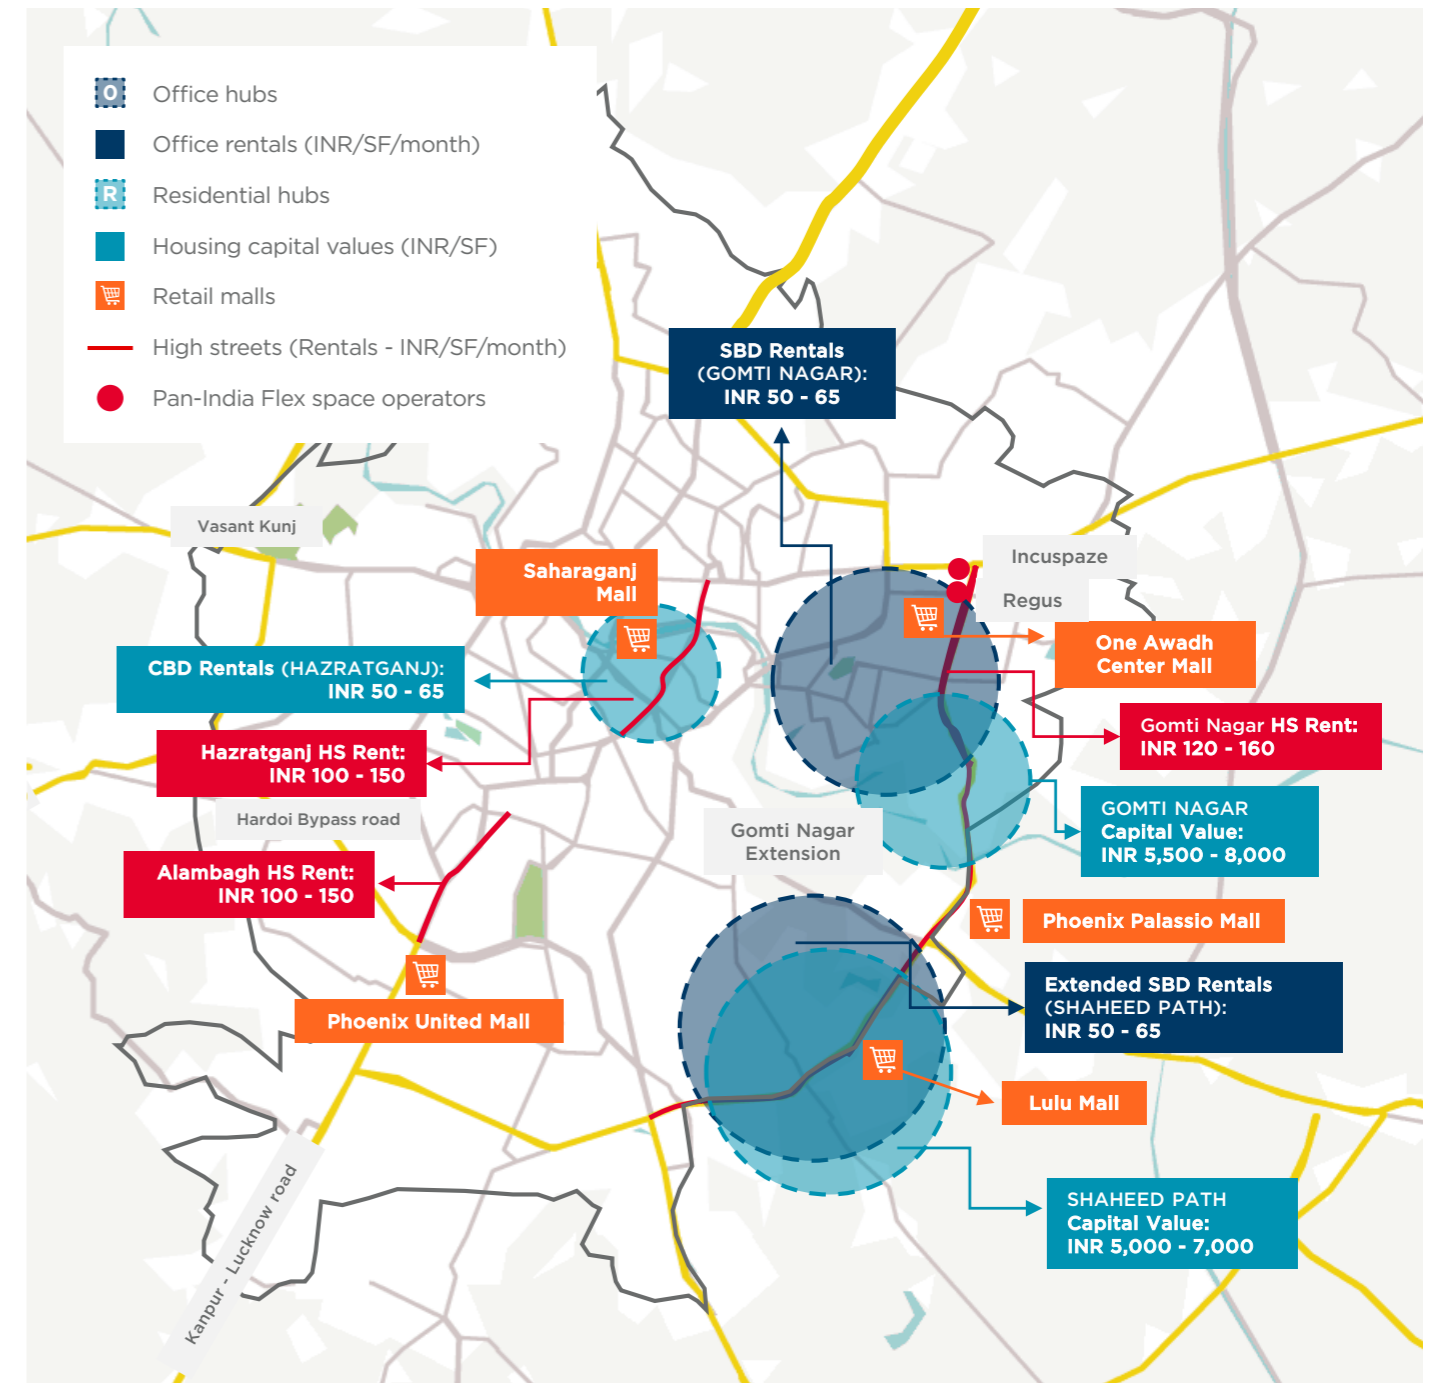 O
Office hubs
Office rentals (INR/SF/month)
R
Residential hubs
Housing capital values (INR/SF)
Retail malls
High streets (Rentals - INR/SF/month)
Pan-India Flex space operators
SBD Rentals
(GOMTI NAGAR):
INR 50 - 65
Vasant Kunj
Saharaganj
Mall
Incuspaze
Regus
One Awadh
Center Mall
CBD Rentals (HAZRATGANJ):
INR 50 - 65
Gomti Nagar HS Rent:
INR 120 - 160
Hazratganj HS Rent:
INR 100 - 150
Hardoi Bypass road
GOMTI NAGAR
Capital Value:
INR 5,500 - 8,000
Gomti Nagar
Extension
Alambagh HS Rent:
INR 100 - 150
Phoenix Palassio Mall
Extended SBD Rentals
(SHAHEED PATH):
INR 50 - 65
Phoenix United Mall
Lulu Mall
SHAHEED PATH
Capital Value:
INR 5,000 - 7,000
Kanpur - Lucknow road